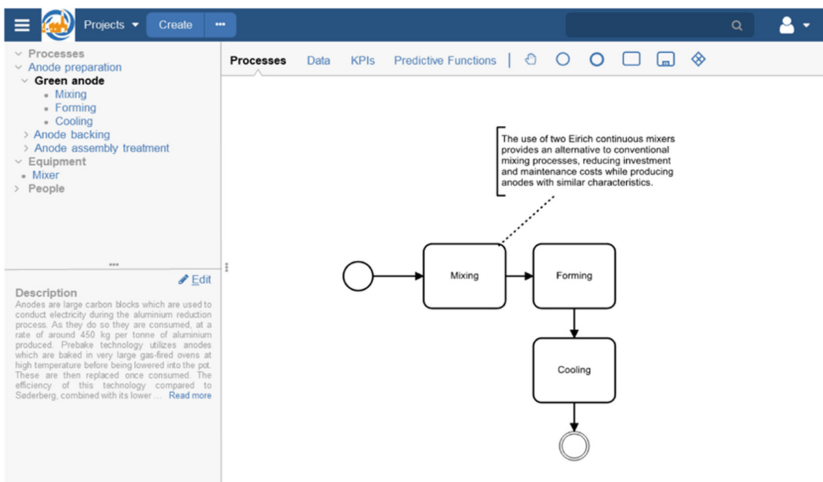 Projects
Create
Processes
Anode preparation
Green anode
Mixing
Forming
Cooling
Anode backing
Anode assembly treatment
Equipment
Mixer
People
Edit
Description
Anodes are large carbon blocks which are used to
conduct electricity during the aluminium reduction
process. As they do so they are consumed, at a
rate of around 450 kg per tonne of aluminium
produced. Prebake technology utilizes anodes
which are baked in very large gas-fired ovens at
high temperature before being lowered into the pot.
These are then replaced once consumed. The
efficiency of this technology compared to
Søderberg, combined with its lower ... Read more
Processes Data KPIs Predictive Functions
The use of two Eirich continuous mixers
provides an alternative to conventional
mixing processes, reducing investment
and maintenance costs while producing
anodes with similar characteristics.
Mixing
Forming
Cooling